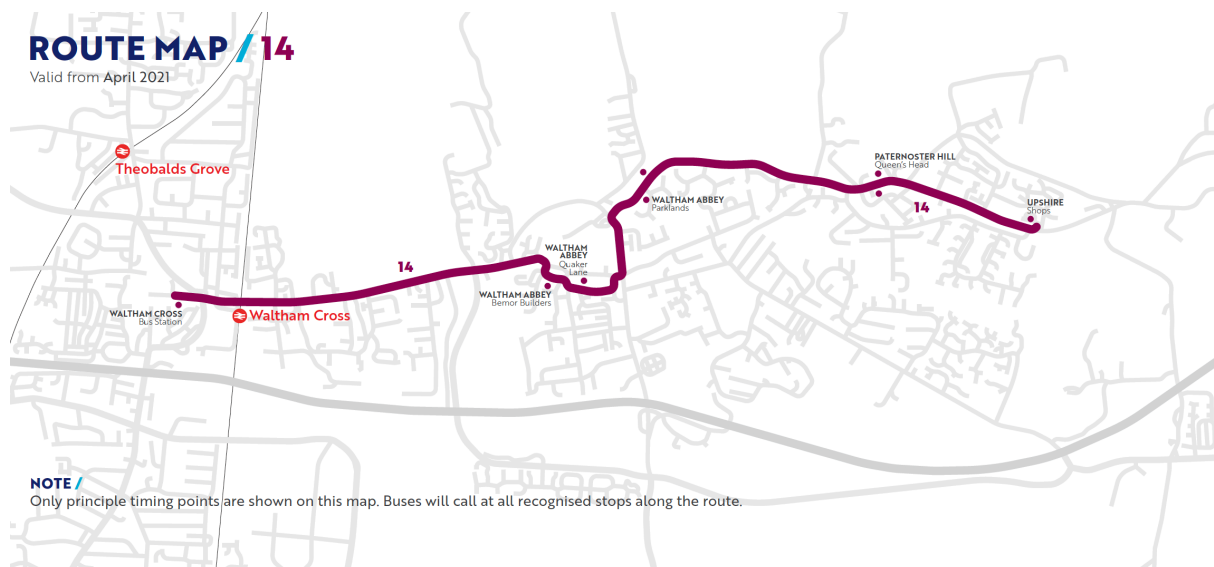 ROUTE MAP / 14
Valid from April 2021
Theobalds Grove
PATERNOSTER HILL
Queen's Head
14
UPSHIRE
Shops
WALTHAM ABBEY
Parklands
WALTHAM
ABBEY
Quaker
Lane
14
WALTHAM ABBEY
Bemor Builders
WALTHAM CROSS
Bus Station
Waltham Cross
NOTE /
Only principle timing points are shown on this map. Buses will call at all recognised stops along the route.